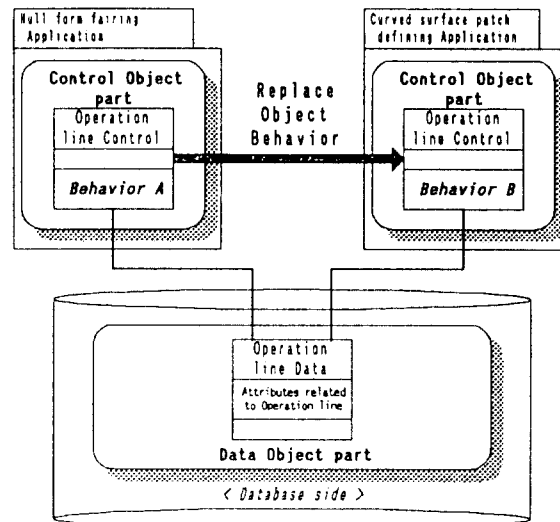 Hull form fairing
Application
Control Object
part
Operation
line Control
Behavior A
Replace
Object
Behavior
Curved surface patch
defining Application
Control Object
part
Operation
line Control
Behavior B
Operation
line Data
Attributes related
to Operation line
Data Object part
< Database side >